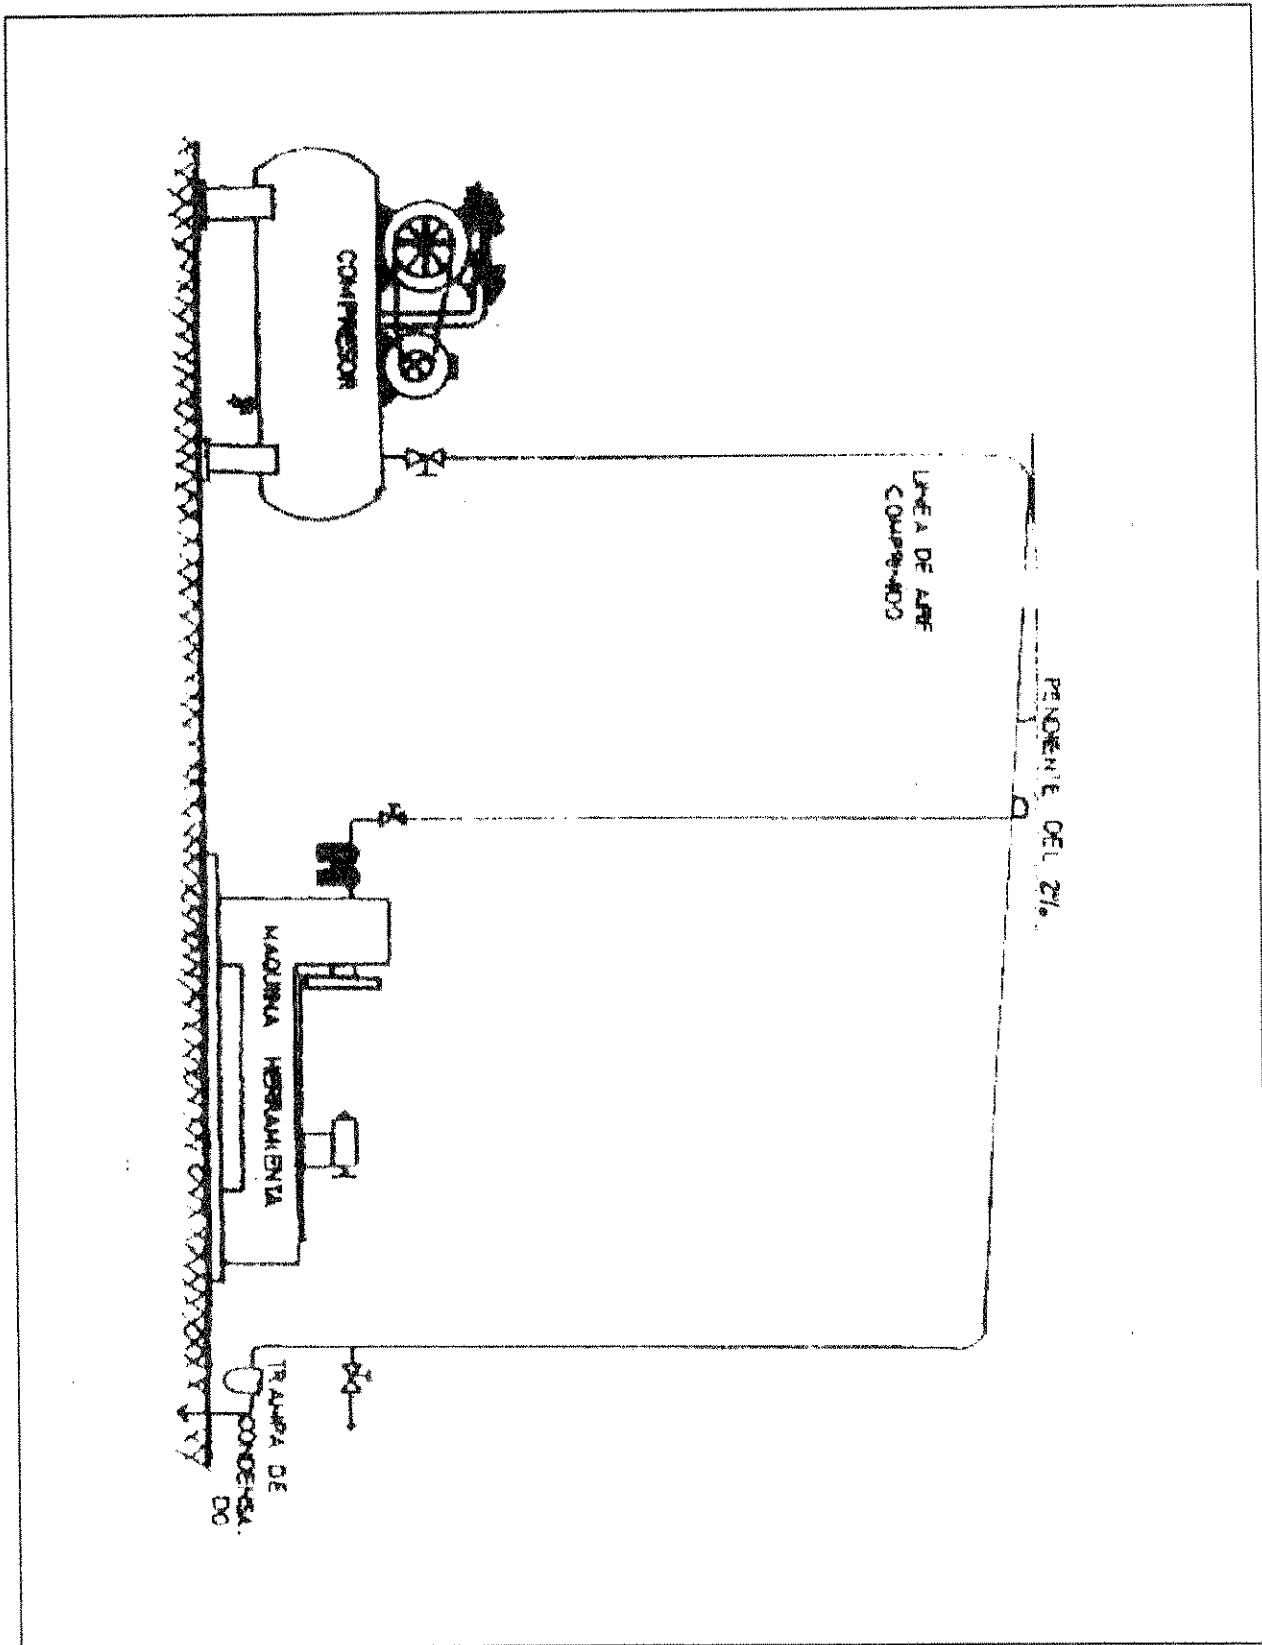 PENDIENTE DEL 2%.
LINEA DE AIRE
COMPRIMIDO
COMPRESOR
MAQUINA HERRAMIENTA
TRAMPA DE
CONDENSA-
DO